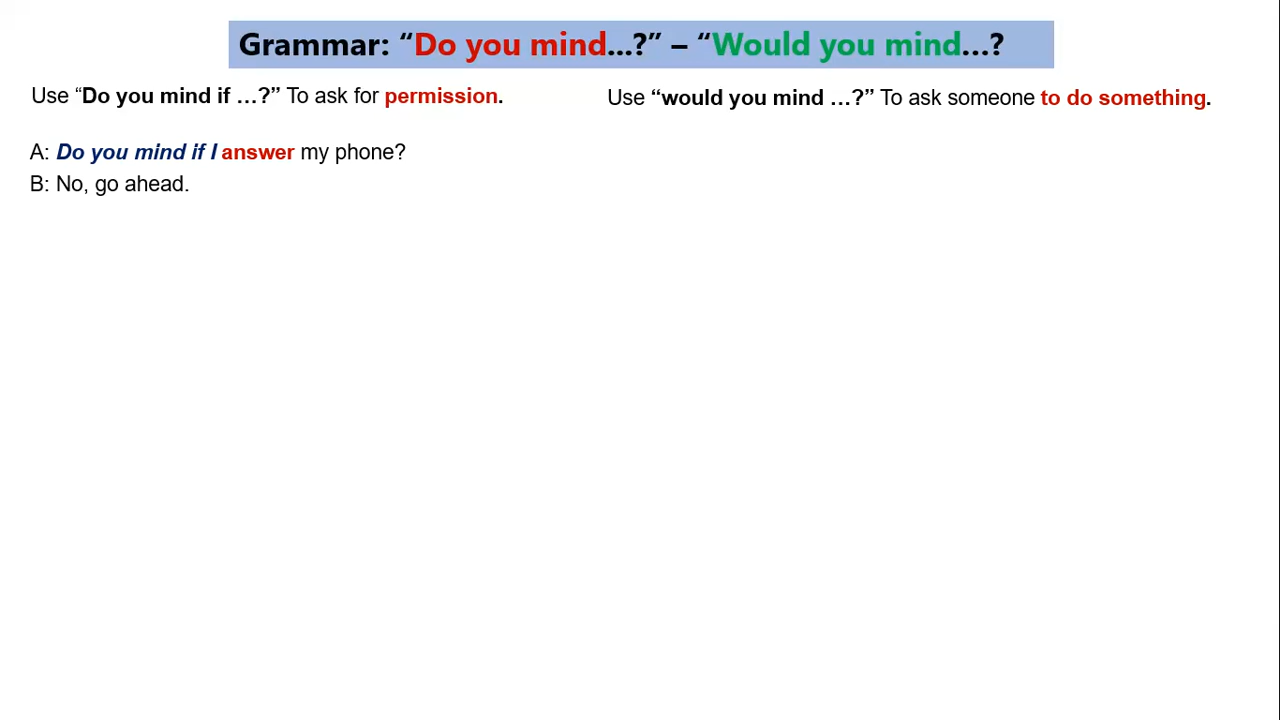 Grammar: “Do you mind...?” – “Would you mind…?
Use “Do you mind if …?” To ask for permission.
Use “would you mind …?” To ask someone to do something.
A: Do you mind if I answer my phone?
B: No, go ahead.